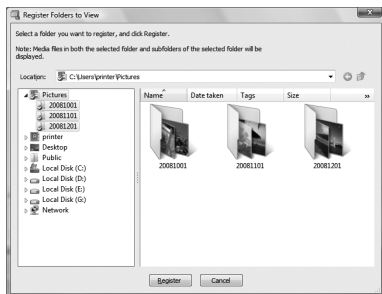 Register Folders to View
Select a folder you want to register, and click Register.
Note: Media files in both the selected folder and subfolders of the selected folder will be
displayed.
Location: C:\Users\printer\Pictures
Pictures
20081001
20081101
20081201
printer
Desktop
Public
Local Disk (C:)
Local Disk (D:)
Local Disk (E:)
Local Disk (G:)
Network
Name Date taken Tags Size »
20081001 20081101 20081201
Register Cancel